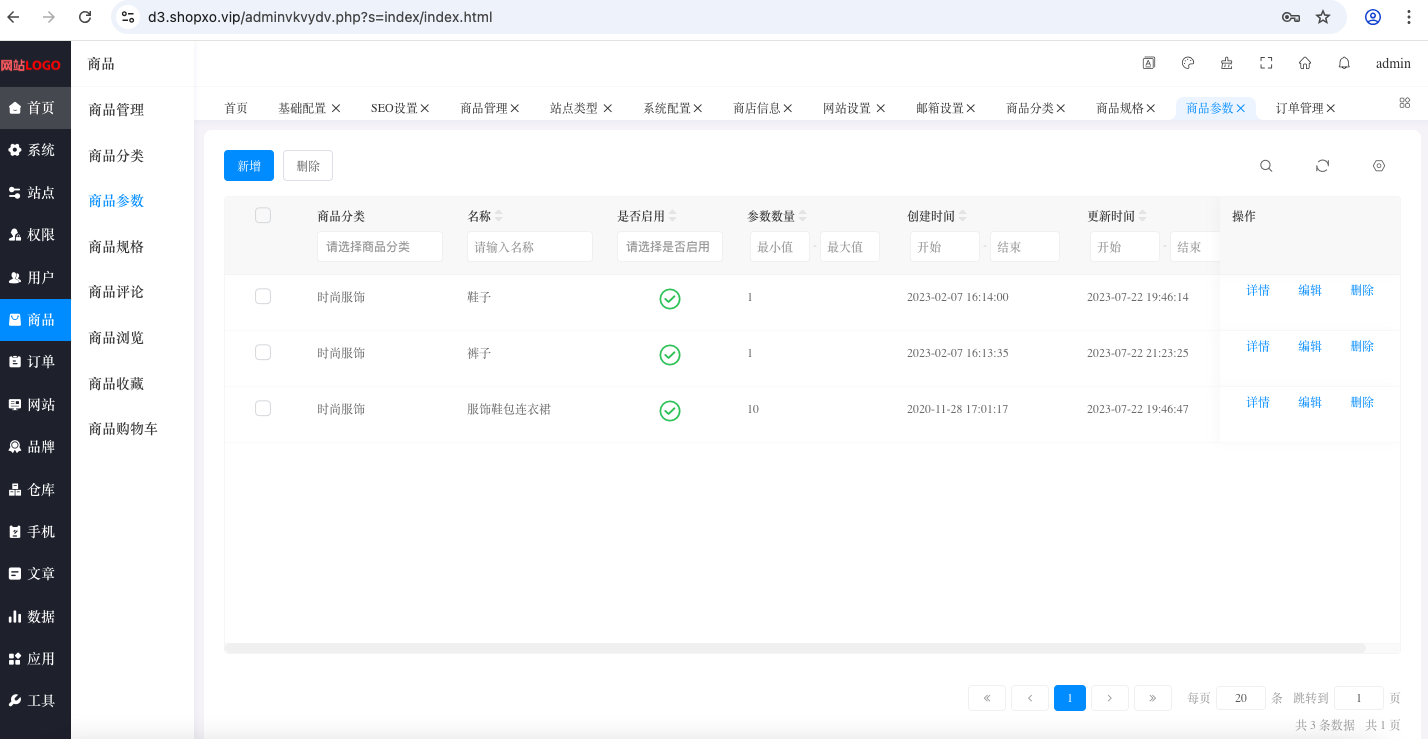 d3.shopxo.vip/adminvkvydv.php?s=index/index.html
网站LOGO
商品
admin
首页
系统
站点
权限
用户
商品
订单
网站
品牌
仓库
手机
文章
数据
应用
工具
商品管理
商品分类
商品参数
商品规格
商品评论
商品浏览
商品收藏
商品购物车
首页 基础配置 SEO设置 商品管理 站点类型 系统配置 商店信息 网站设置 邮箱设置 商品分类 商品规格 商品参数 订单管理
新增 删除
商品分类 名称 是否启用 参数数量 创建时间 更新时间 操作
请选择商品分类 请输入名称 请选择是否启用 最小值 - 最大值 开始 - 结束 开始 - 结束
时尚服饰 鞋子 1 2023-02-07 16:14:00 2023-07-22 19:46:14 详情 编辑 删除
时尚服饰 裤子 1 2023-02-07 16:13:35 2023-07-22 21:23:25 详情 编辑 删除
时尚服饰 服饰鞋包连衣裙 10 2020-11-28 17:01:17 2023-07-22 19:46:47 详情 编辑 删除
« ‹ 1 › » 每页 20 条 跳转到 1 页
共 3 条数据 共 1 页